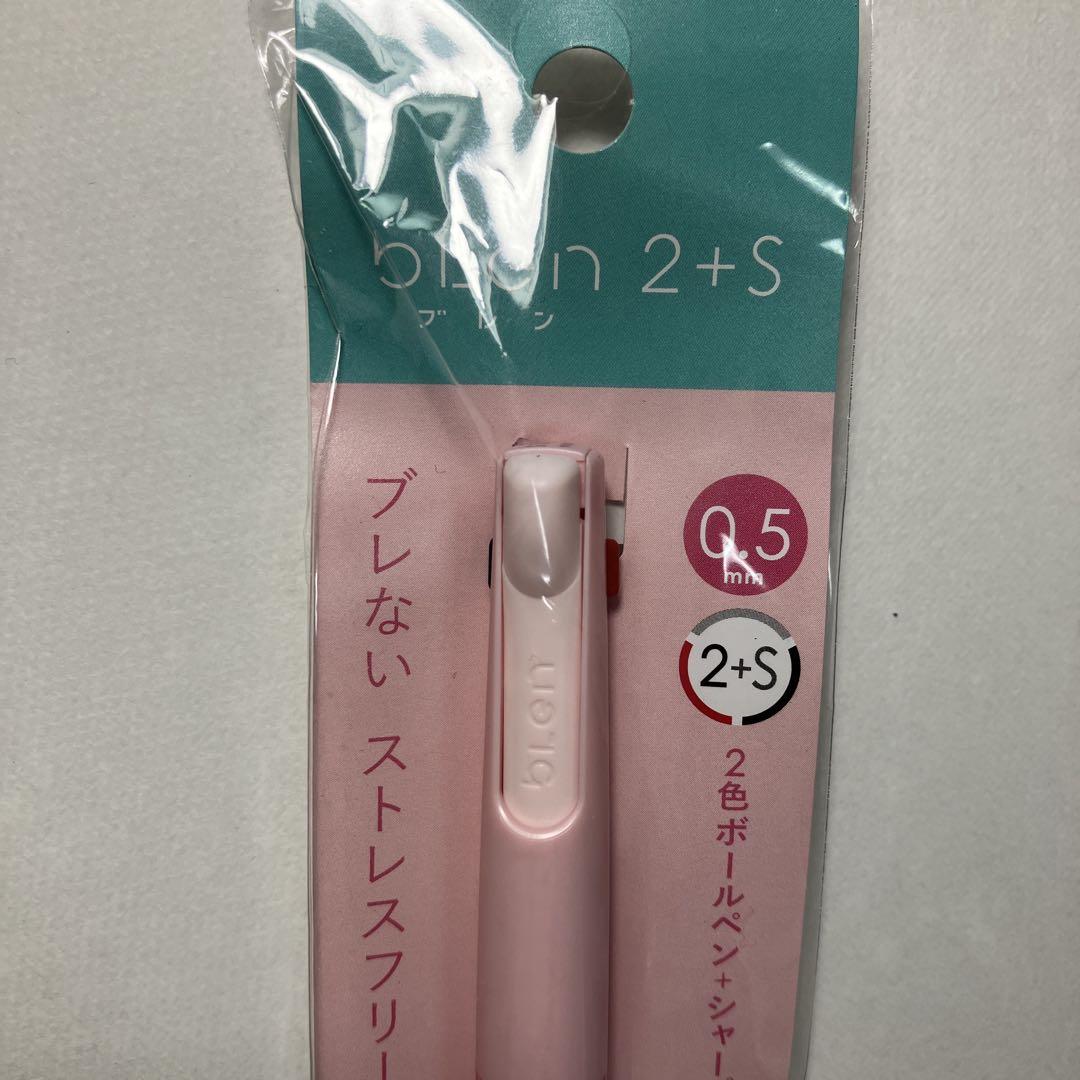 bLen 2+S
ブレン
ブレない ストレスフリー
0.5
mm
2+S
2色ボールペン+シャー
bLen